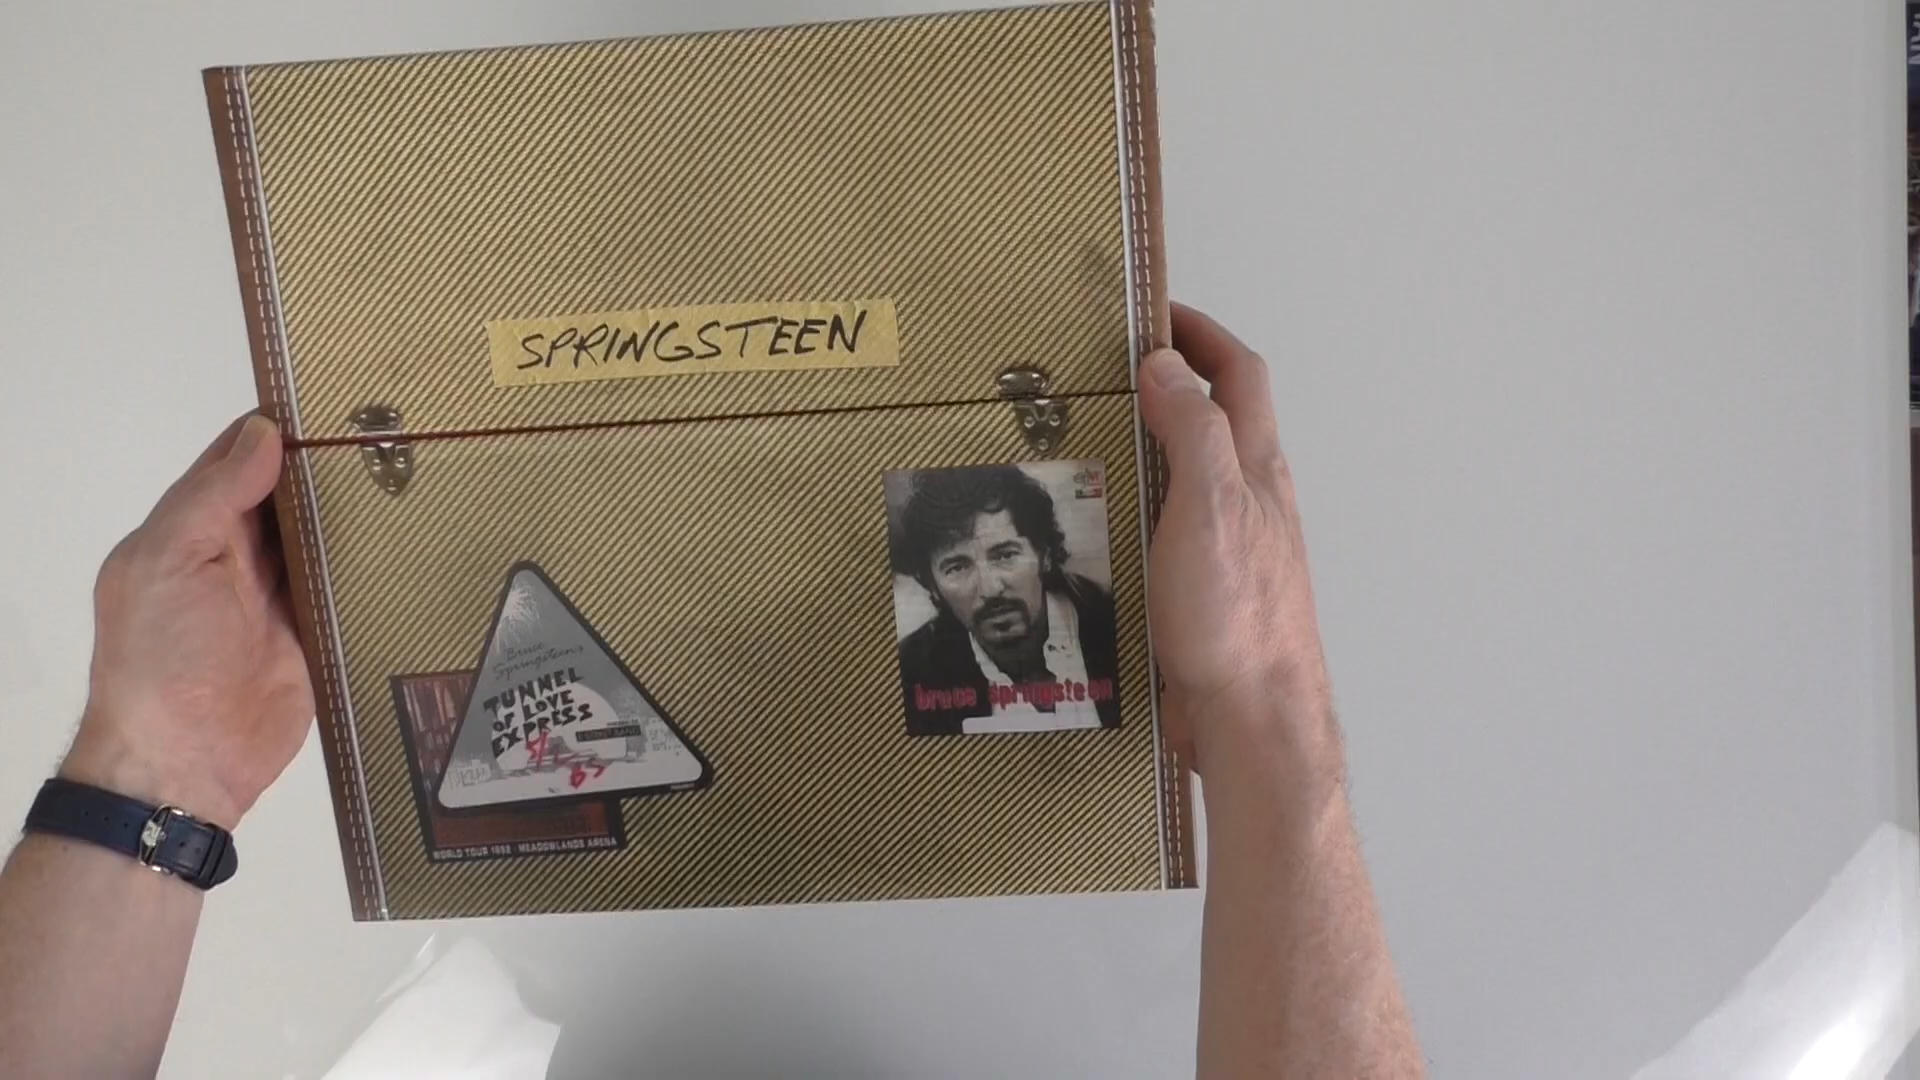 SPRINGSTEEN
Bruce
Springsteen's
TUNNEL
OF LOVE
EXPRESS
WORLD TOUR 1992 · MEADOWLANDS ARENA
bruce springsteen